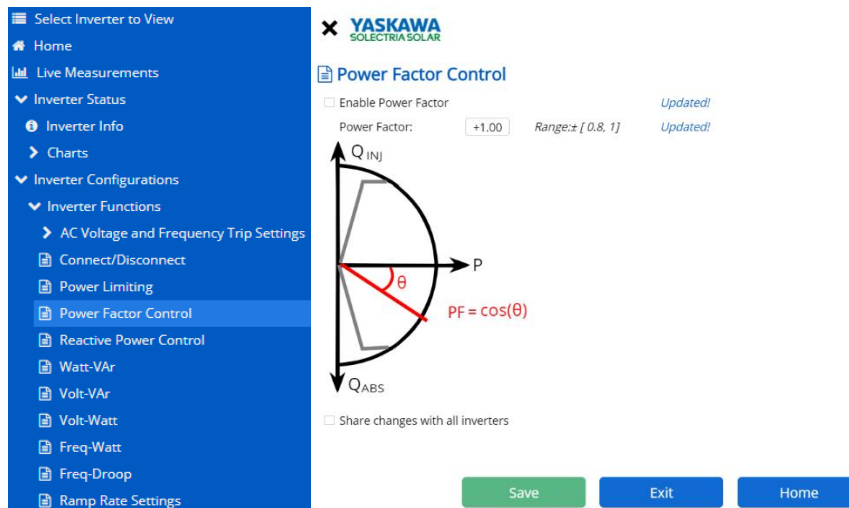 Select Inverter to View
Home
Live Measurements
Inverter Status
Inverter Info
Charts
Inverter Configurations
Inverter Functions
AC Voltage and Frequency Trip Settings
Connect/Disconnect
Power Limiting
Power Factor Control
Reactive Power Control
Watt-VAr
Volt-VAr
Volt-Watt
Freq-Watt
Freq-Droop
Ramp Rate Settings
YASKAWA
SOLECTRIA SOLAR
Power Factor Control
Enable Power Factor Updated!
Power Factor: +1.00 Range:± [ 0.8, 1] Updated!
Q INJ
P
θ
PF = cos(θ)
QABS
Share changes with all inverters
Save Exit Home